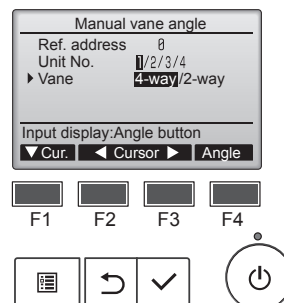 Manual vane angle
Ref. address 0
Unit No. 1/2/3/4
Vane 4-way/2-way
Input display:Angle button
▼Cur. ◀ Cursor ▶ Angle
F1 F2 F3 F4